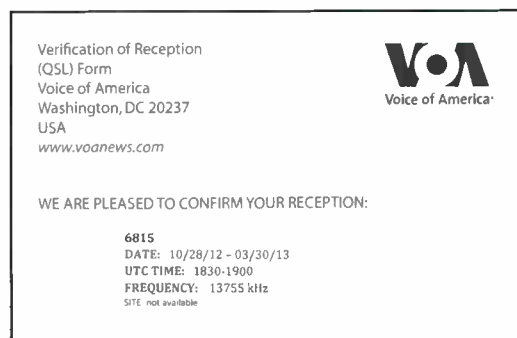 Verification of Reception
(QSL) Form
Voice of America
Washington, DC 20237
USA
www.voanews.com
VOA
Voice of America
WE ARE PLEASED TO CONFIRM YOUR RECEPTION:
6815
DATE: 10/28/12 - 03/30/13
UTC TIME: 1830-1900
FREQUENCY: 13755 kHz
SITE not available